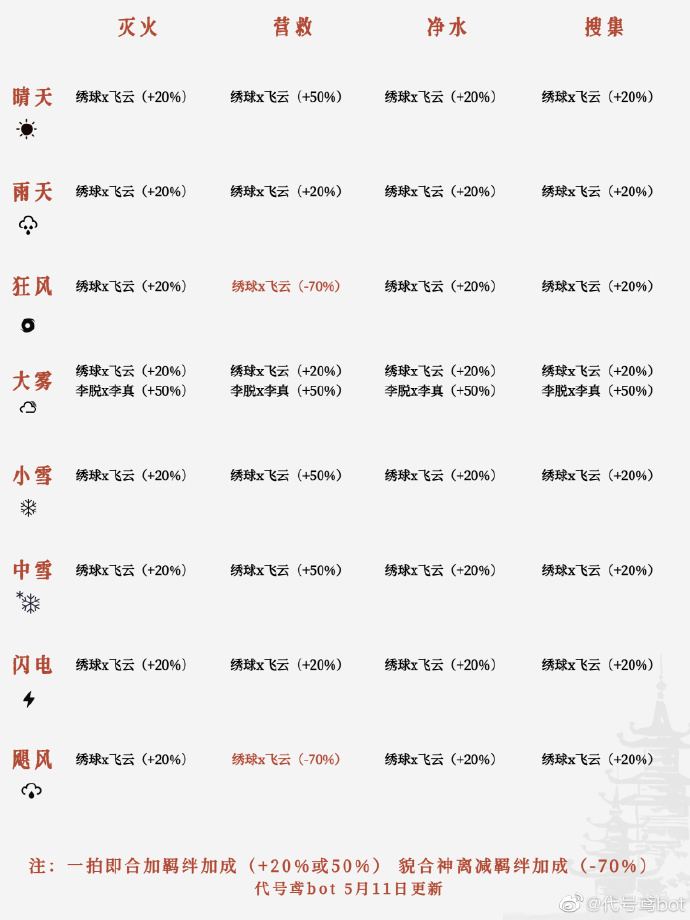 灭火 营救 净水 搜集
晴天 绣球x飞云（+20%） 绣球x飞云（+50%） 绣球x飞云（+20%） 绣球x飞云（+20%）
雨天 绣球x飞云（+20%） 绣球x飞云（+20%） 绣球x飞云（+20%） 绣球x飞云（+20%）
狂风 绣球x飞云（+20%） 绣球x飞云（-70%） 绣球x飞云（+20%） 绣球x飞云（+20%）
绣球x飞云（+20%） 绣球x飞云（+20%） 绣球x飞云（+20%） 绣球x飞云（+20%）
大雾 李脱x李真（+50%） 李脱x李真（+50%） 李脱x李真（+50%） 李脱x李真（+50%）
小雪 绣球x飞云（+20%） 绣球x飞云（+50%） 绣球x飞云（+20%） 绣球x飞云（+20%）
中雪 绣球x飞云（+20%） 绣球x飞云（+50%） 绣球x飞云（+20%） 绣球x飞云（+20%）
闪电 绣球x飞云（+20%） 绣球x飞云（+20%） 绣球x飞云（+20%） 绣球x飞云（+20%）
飓风 绣球x飞云（+20%） 绣球x飞云（-70%） 绣球x飞云（+20%） 绣球x飞云（+20%）
注：一拍即合加羁绊加成（+20%或50%） 貌合神离减羁绊加成（-70%）
代号鸢bot 5月11日更新
@代号鸢bot